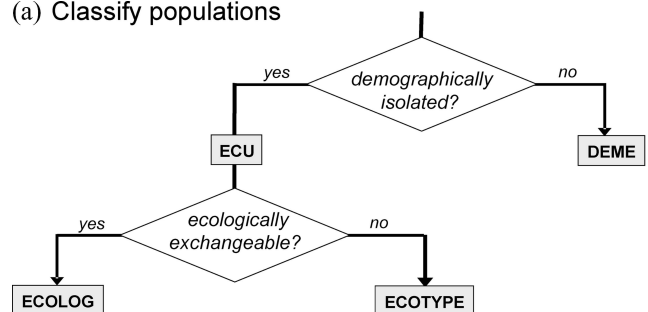 (a) Classify populations
yes
demographically
isolated?
no
ECU
DEME
yes
ecologically
exchangeable?
no
ECOLOG
ECOTYPE